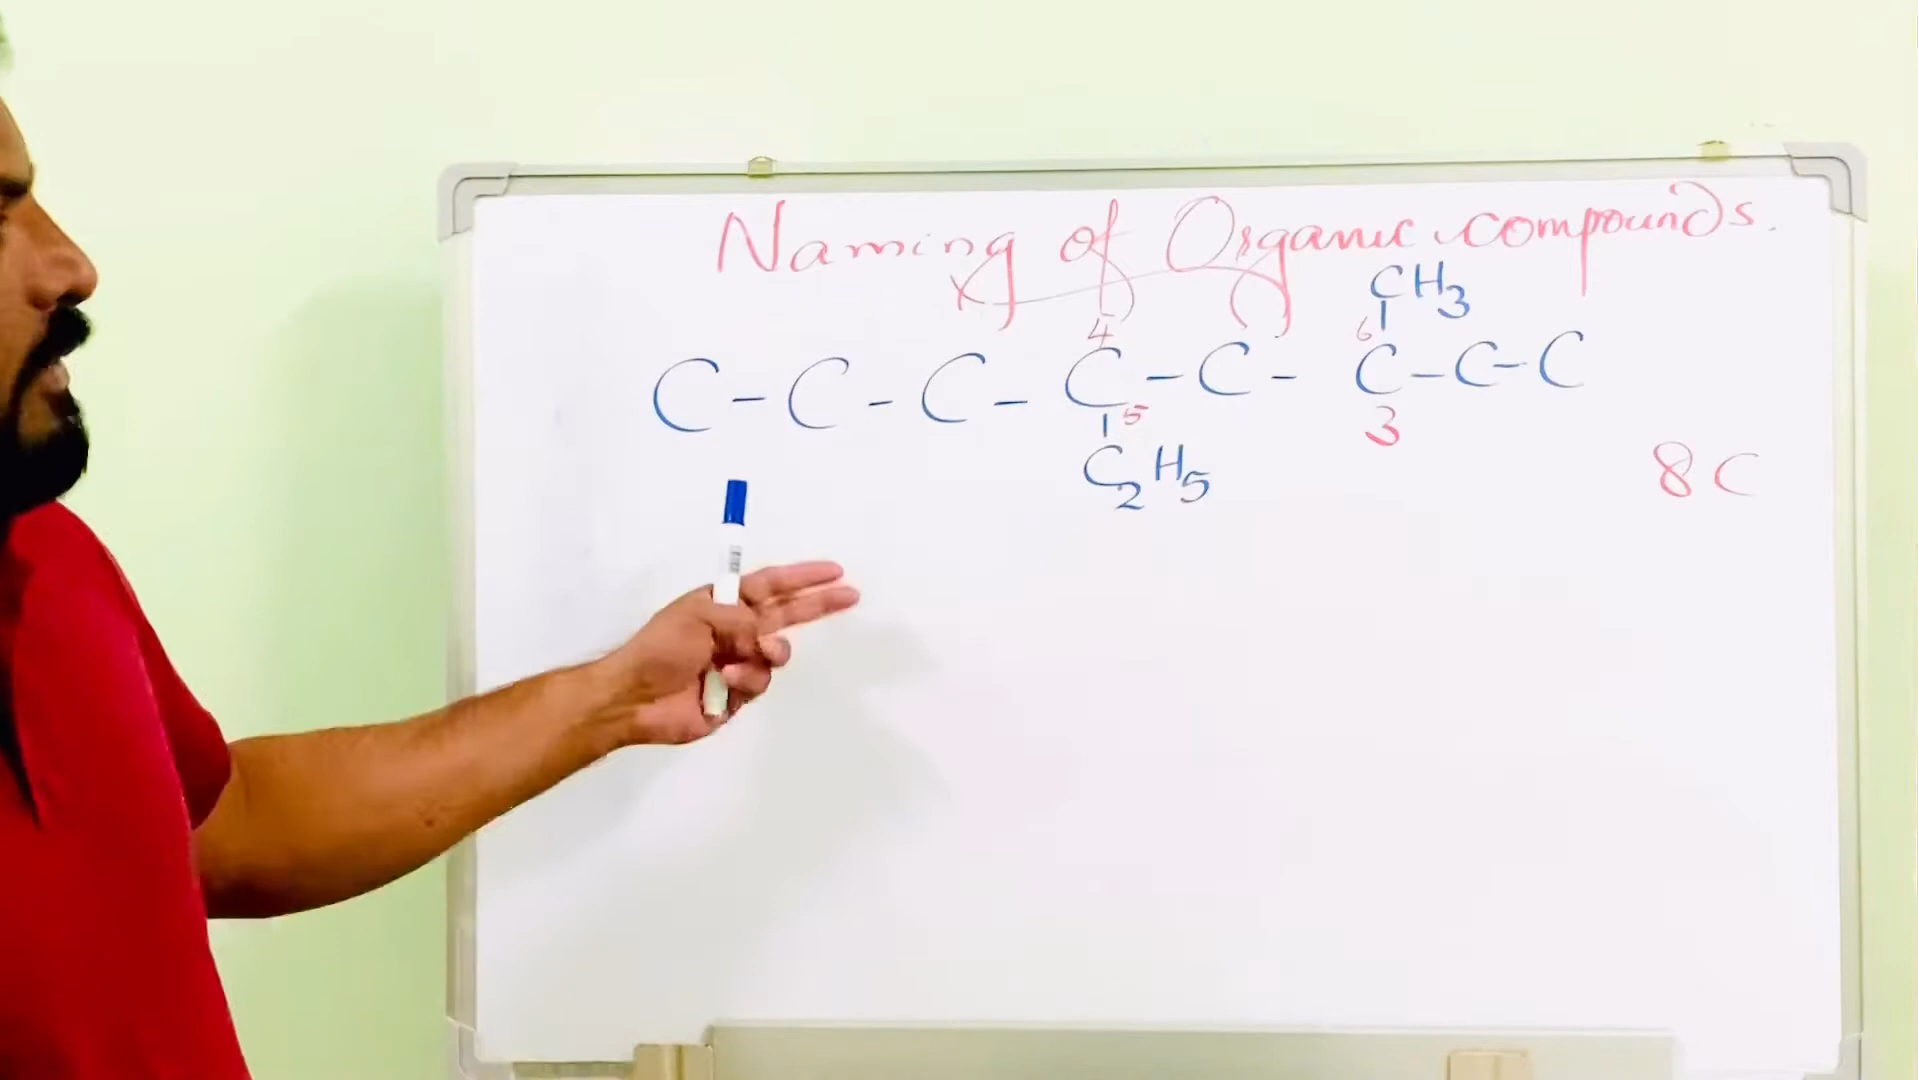 Naming of Organic compounds.
CH3
4 6
C - C - C - C - C - C - C - C
5 3
C2H5
8 C